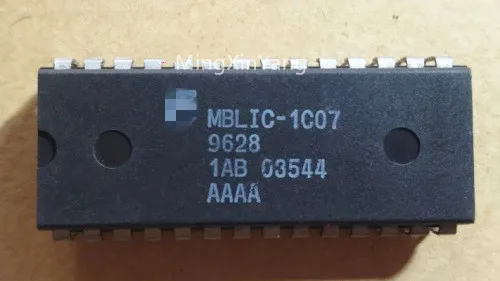 MingXinYang
MBLIC-1C07
9628
1AB 03544
AAAA